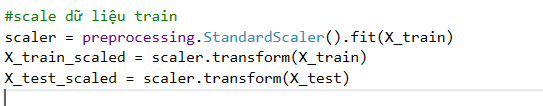 #scale dữ liệu train
scaler = preprocessing.StandardScaler().fit(X_train)
X_train_scaled = scaler.transform(X_train)
X_test_scaled = scaler.transform(X_test)